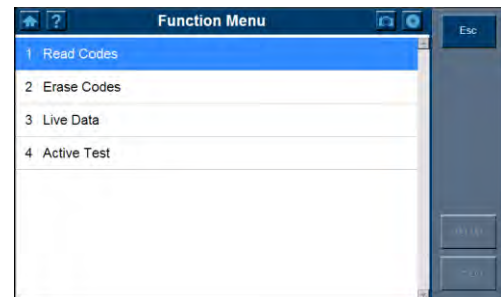 ?
Function Menu
Esc
1 Read Codes
2 Erase Codes
3 Live Data
4 Active Test